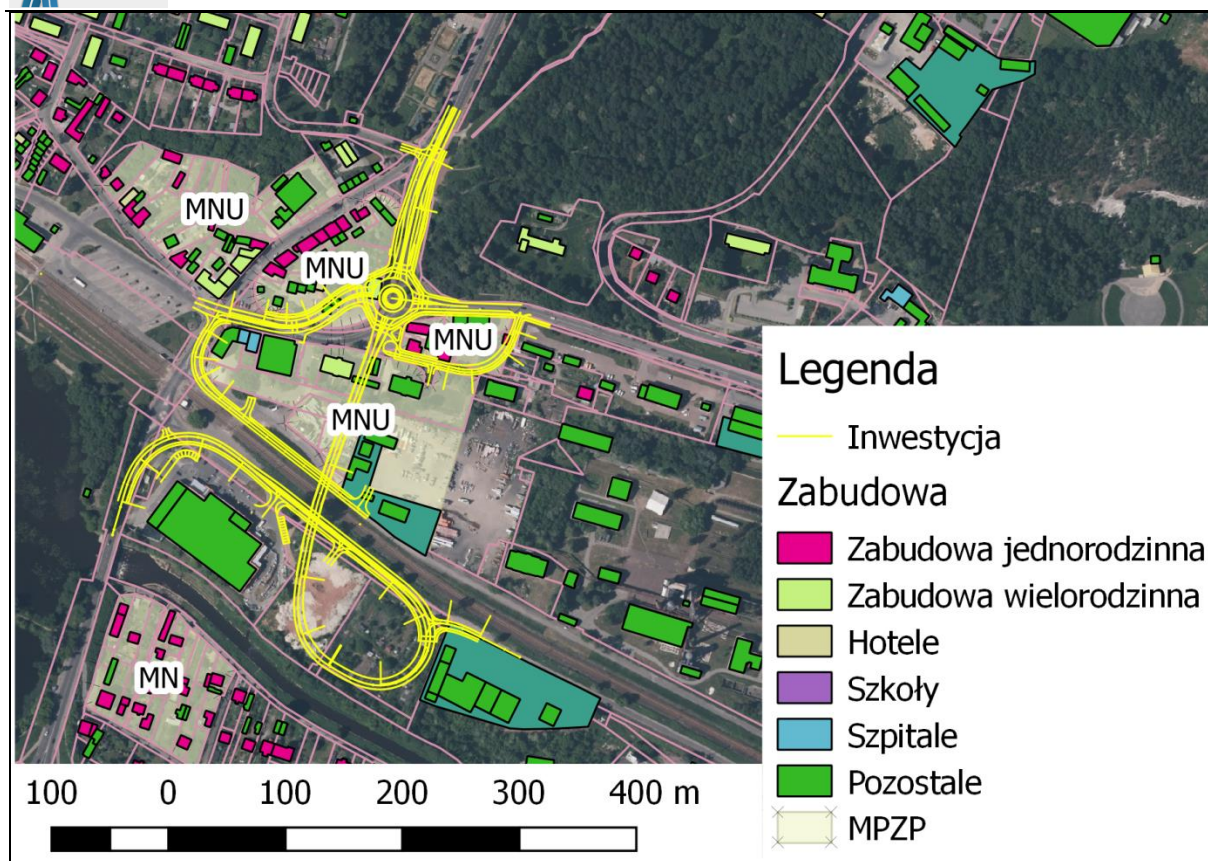 MNU
MNU
MNU
MNU
MN
Legenda
Inwestycja
Zabudowa
Zabudowa jednorodzinna
Zabudowa wielorodzinna
Hotele
Szkoły
Szpitale
Pozostałe
MPZP
100 0 100 200 300 400 m